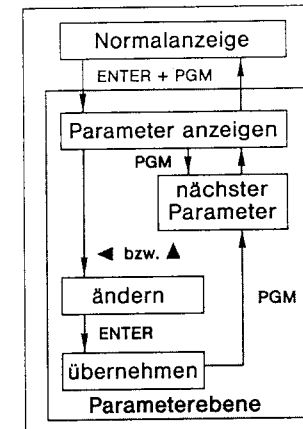 Normalanzeige
ENTER + PGM
Parameter anzeigen
PGM
nächster
Parameter
◄ bzw. ▲
ändern
PGM
ENTER
übernehmen
Parameterebene